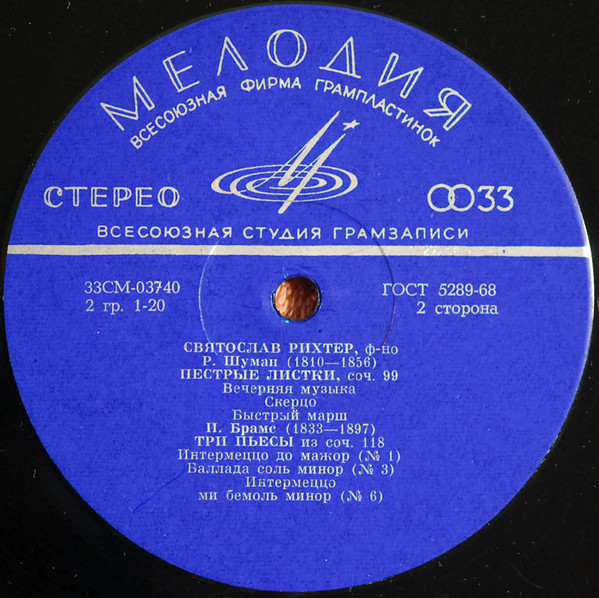 МЕЛОДИЯ
ВСЕСОЮЗНАЯ ФИРМА ГРАМПЛАСТИНОК
СТЕРЕО
33
ВСЕСОЮЗНАЯ СТУДИЯ ГРАМЗАПИСИ
33СМ-03740
2 гр. 1-20
ГОСТ 5289-68
2 сторона
СВЯТОСЛАВ РИХТЕР, ф-но
Р. Шуман (1810—1856)
ПЕСТРЫЕ ЛИСТКИ, соч. 99
Вечерняя музыка
Скерцо
Быстрый марш
И. Брамс (1833—1897)
ТРИ ПЬЕСЫ из соч. 118
Интермеццо до мажор (№ 1)
Баллада соль минор (№ 3)
Интермеццо
ми бемоль минор (№ 6)